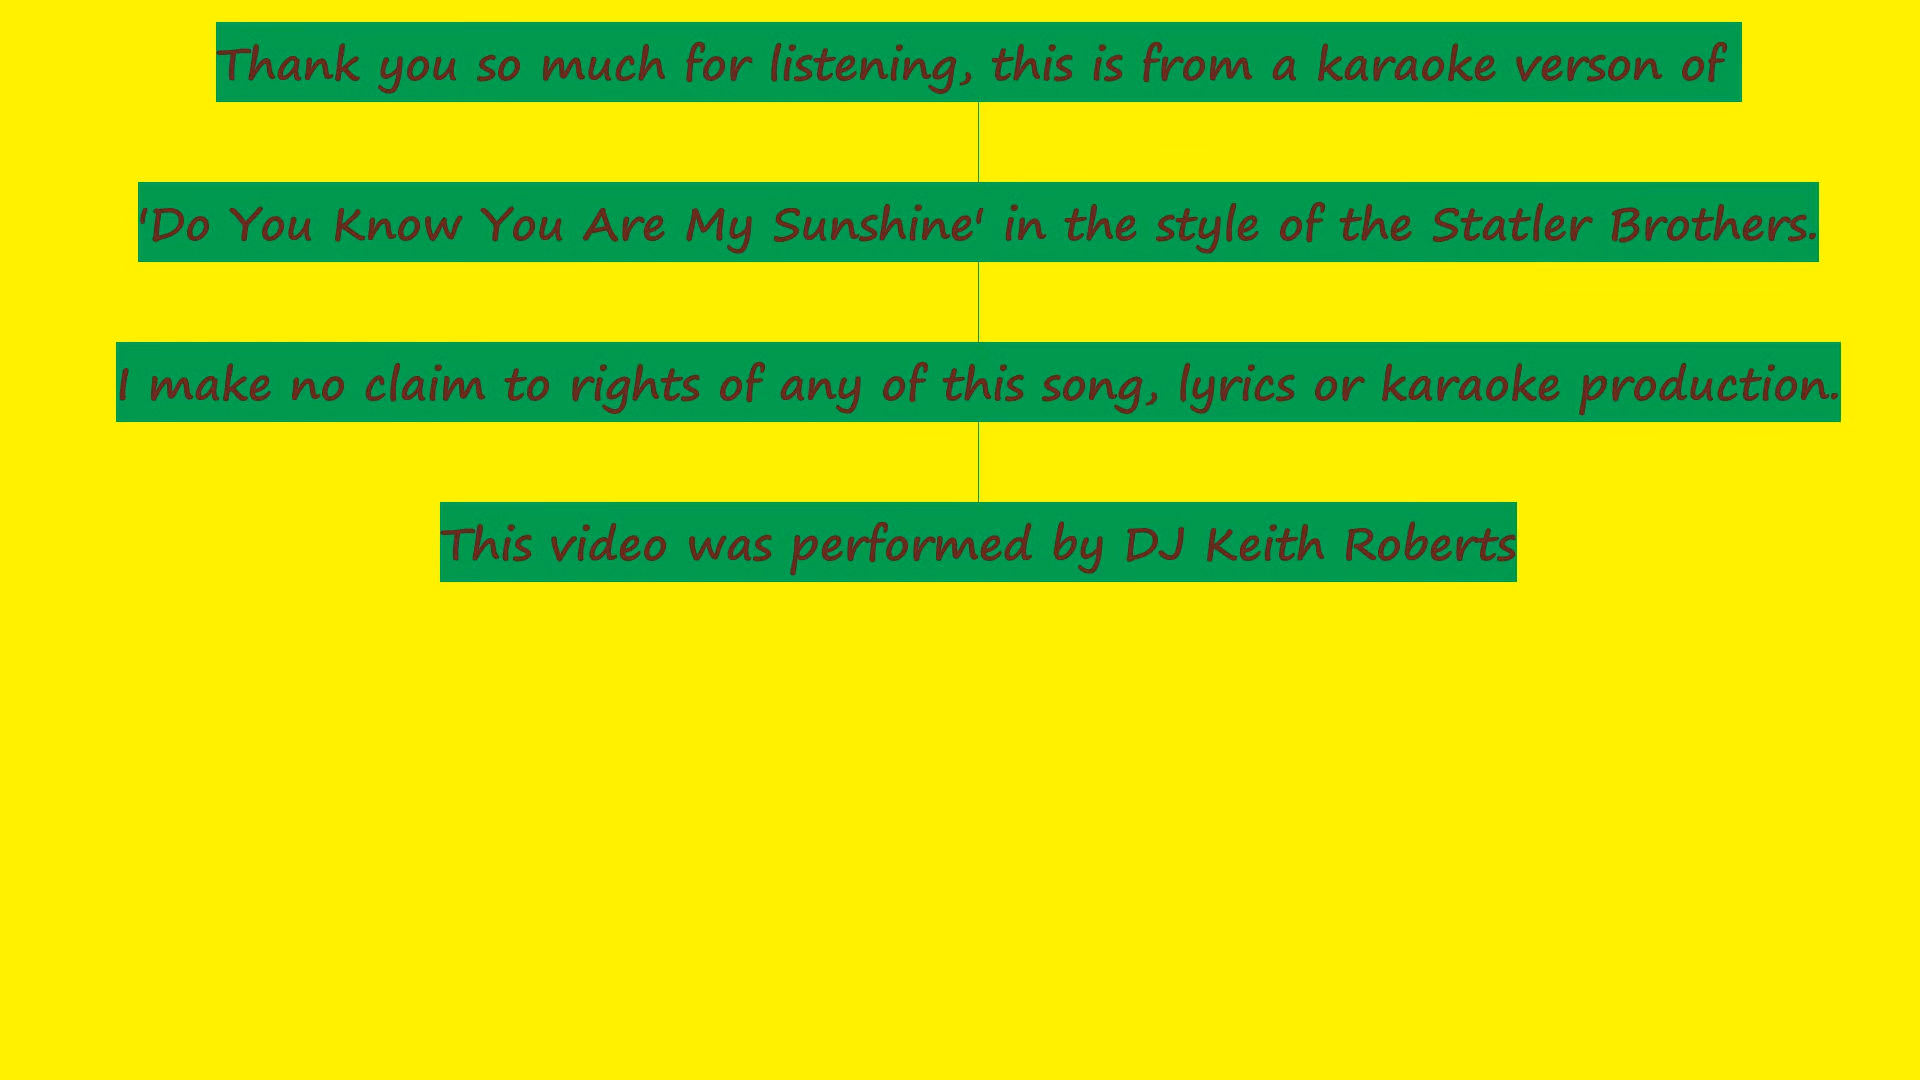 Thank you so much for listening, this is from a karaoke verson of
'Do You Know You Are My Sunshine' in the style of the Statler Brothers.
I make no claim to rights of any of this song, lyrics or karaoke production.
This video was performed by DJ Keith Roberts